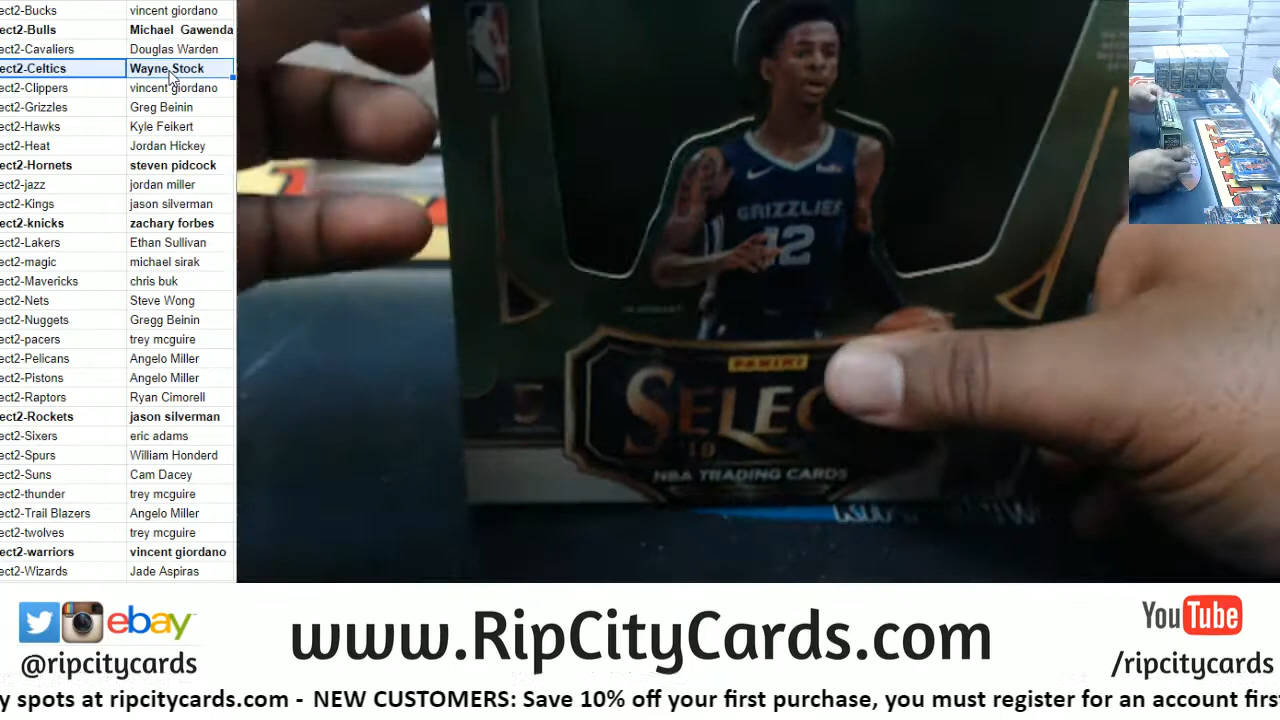 ect2-Bucks vincent giordano
ect2-Bulls Michael Gawenda
ect2-Cavaliers Douglas Warden
ect2-Celtics Wayne Stock
ect2-Clippers vincent giordano
ect2-Grizzles Greg Beinin
ect2-Hawks Kyle Feikert
ect2-Heat Jordan Hickey
ect2-Hornets steven pidcock
ect2-jazz jordan miller
ect2-Kings jason silverman
ect2-knicks zachary forbes
ect2-Lakers Ethan Sullivan
ect2-magic michael sirak
ect2-Mavericks chris buk
ect2-Nets Steve Wong
ect2-Nuggets Gregg Beinin
ect2-pacers trey mcguire
ect2-Pelicans Angelo Miller
ect2-Pistons Angelo Miller
ect2-Raptors Ryan Cimorell
ect2-Rockets jason silverman
ect2-Sixers eric adams
ect2-Spurs William Honderd
ect2-Suns Cam Dacey
ect2-thunder trey mcguire
ect2-Trail Blazers Angelo Miller
ect2-twolves trey mcguire
ect2-warriors vincent giordano
ect2-Wizards Jade Aspiras
NBA
FedEx
GRIZZLIES
12
PANINI
SELEC
'19
NBA TRADING CARDS
ebay
@ripcitycards
www.RipCityCards.com
YouTube
/ripcitycards
y spots at ripcitycards.com - NEW CUSTOMERS: Save 10% off your first purchase, you must register for an account firs